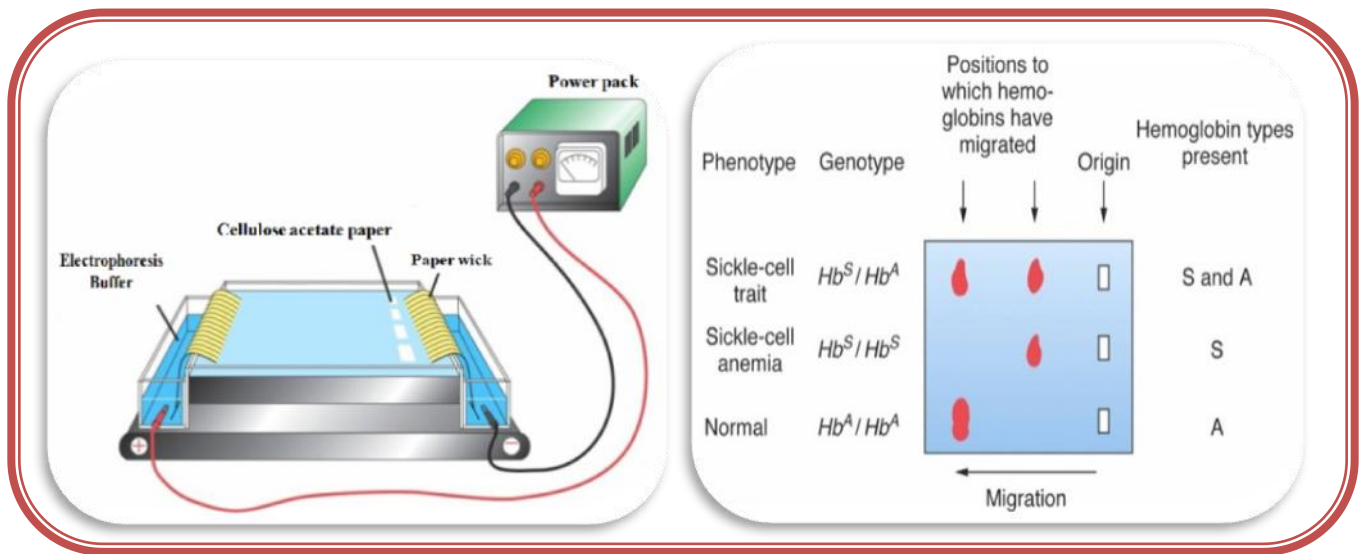 Power pack
Cellulose acetate paper
Paper wick
Electrophoresis
Buffer
+
−
Positions to
which hemo-
globins have
migrated
Hemoglobin types
present
Phenotype Genotype Origin
Sickle-cell
trait
Hb^S / Hb^A
S and A
Sickle-cell
anemia
Hb^S / Hb^S
S
Normal
Hb^A / Hb^A
A
Migration